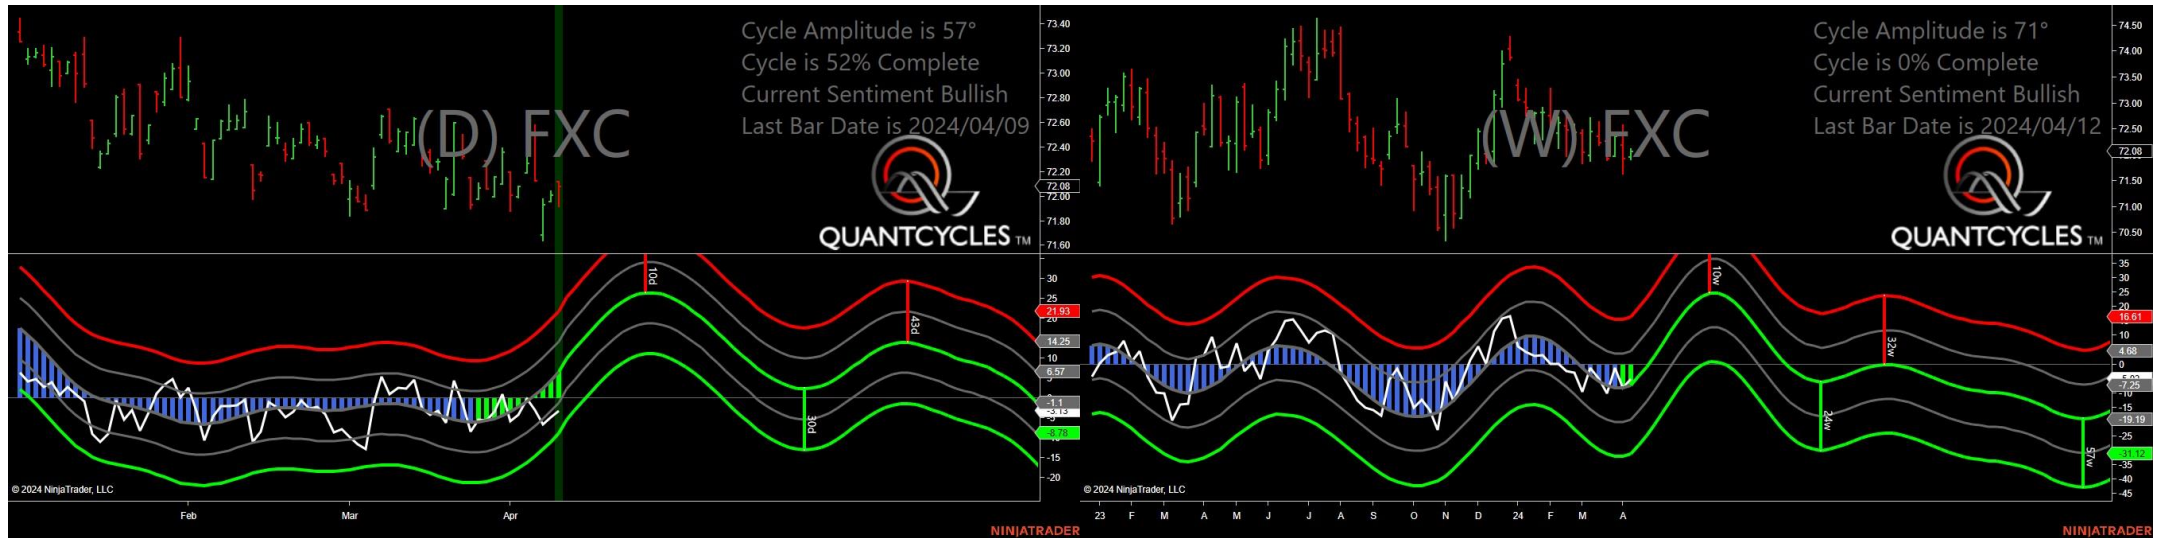 Cycle Amplitude is 57°
Cycle is 52% Complete
Current Sentiment Bullish
Last Bar Date is 2024/04/09
(D) FXC
QUANTCYCLES TM
73.40
73.20
73.00
72.80
72.60
72.40
72.20
72.08
72.00
71.80
71.60
10d
30d
43d
30
25
21.93
20
14.25
10
6.57
-1.1
-3.13
-8.78
-15
-20
© 2024 NinjaTrader, LLC
Feb Mar Apr
NINJATRADER
Cycle Amplitude is 71°
Cycle is 0% Complete
Current Sentiment Bullish
Last Bar Date is 2024/04/12
(W) FXC
QUANTCYCLES TM
74.50
74.00
73.50
73.00
72.50
72.08
71.50
71.00
70.50
10w
24w
32w
57w
35
30
25
20
16.61
10
4.68
0
-7.25
-10
-15
-19.19
-25
-31.12
-35
-40
-45
© 2024 NinjaTrader, LLC
23 F M A M J J A S O N D 24 F M A
NINJATRADER